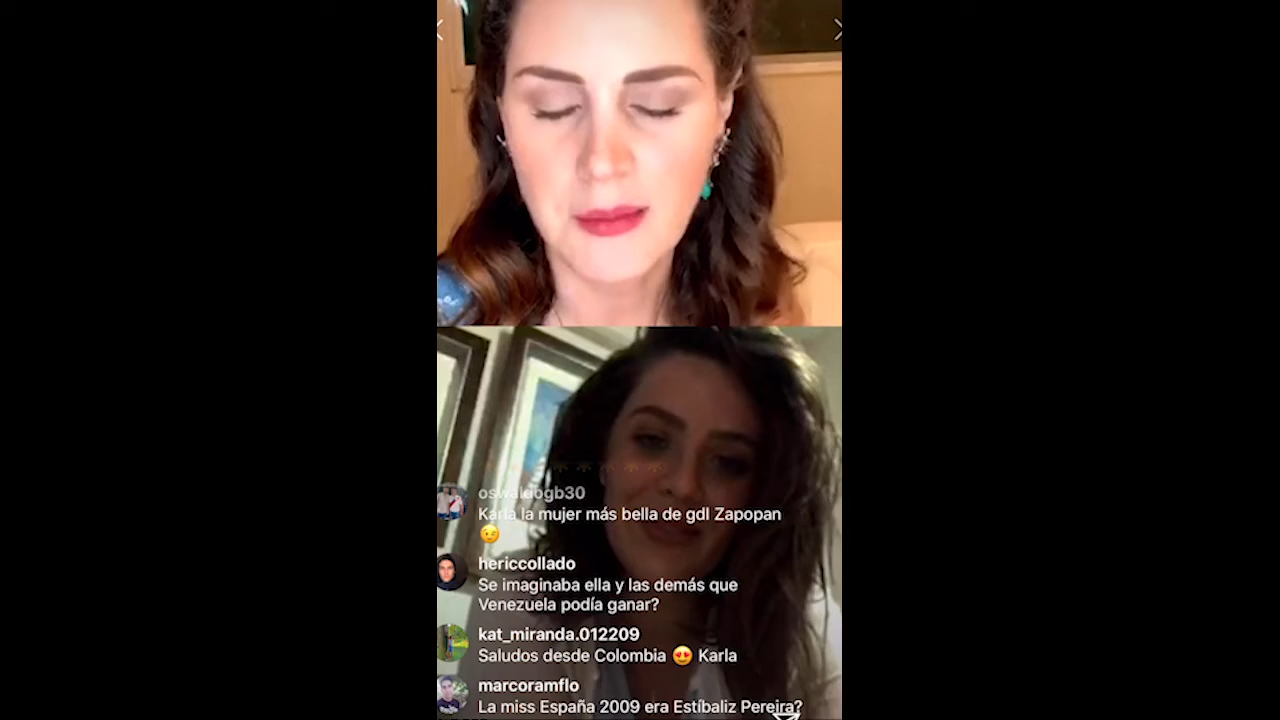 oswaldogb30
Karla la mujer más bella de gdl Zapopan
😉
hericcollado
Se imaginaba ella y las demás que
Venezuela podía ganar?
kat_miranda.012209
Saludos desde Colombia 😍 Karla
marcoramflo
La miss España 2009 era Estíbaliz Pereira?